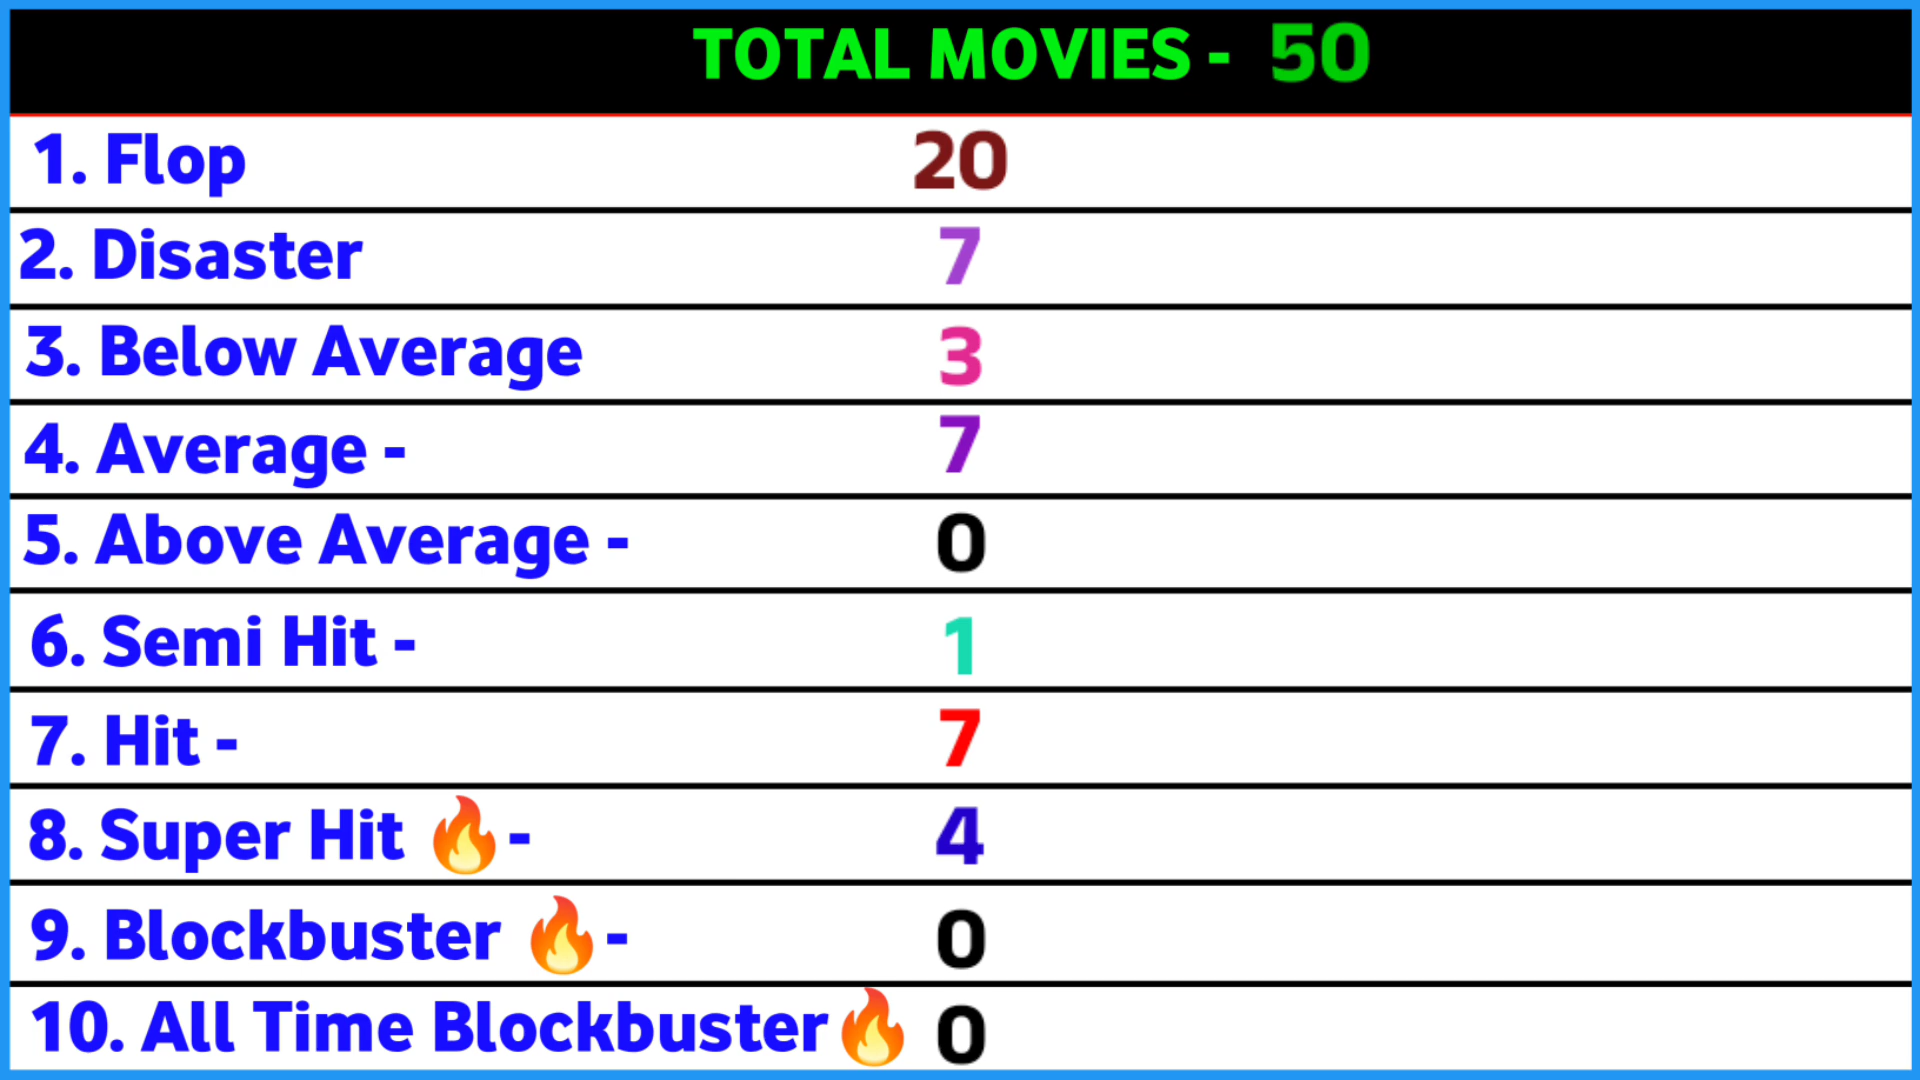 TOTAL MOVIES - 50
1. Flop 20
2. Disaster 7
3. Below Average 3
4. Average - 7
5. Above Average - 0
6. Semi Hit - 1
7. Hit - 7
8. Super Hit 🔥- 4
9. Blockbuster 🔥- 0
10. All Time Blockbuster🔥 0